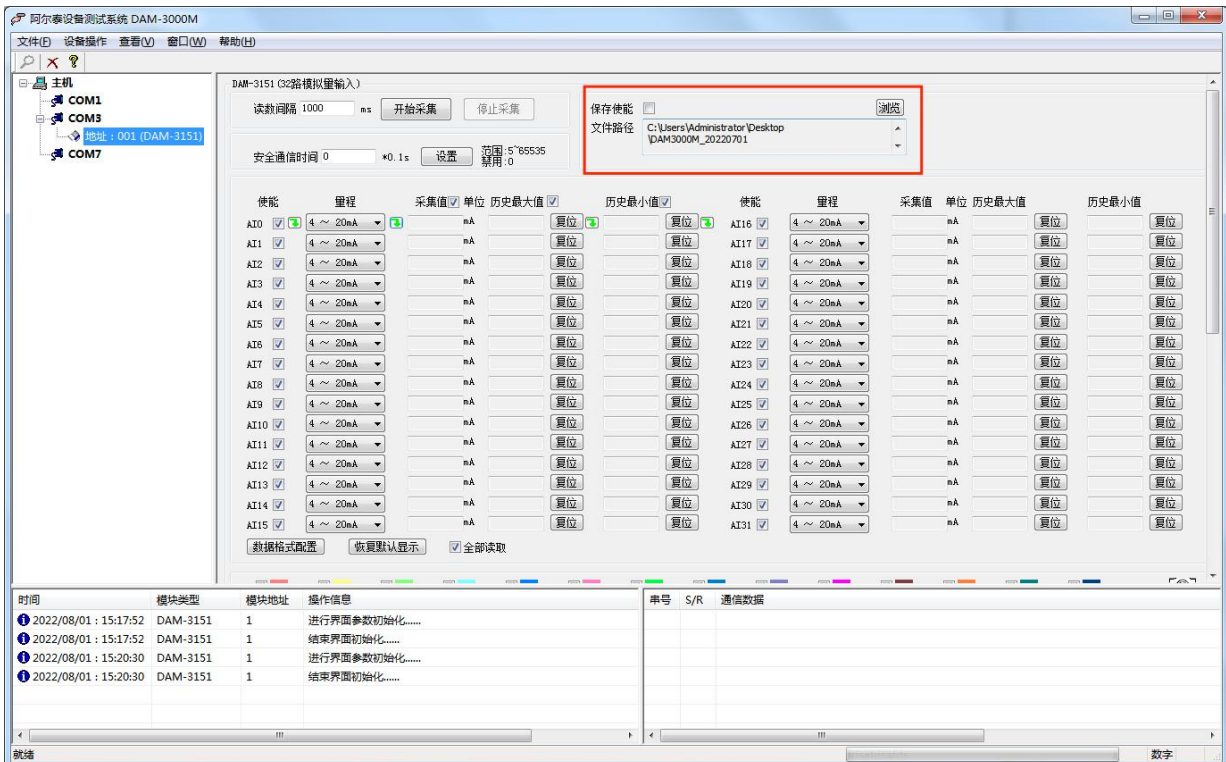 阿尔泰设备测试系统 DAM-3000M
文件(F) 设备操作 查看(V) 窗口(W) 帮助(H)
主机
COM1
COM3
地址：001 (DAM-3151)
COM7
DAM-3151(32路模拟量输入)
读数间隔 1000 ms 开始采集 停止采集
安全通信时间 0 *0.1s 设置 范围:5~65535
禁用:0
保存使能 浏览
文件路径 C:\Users\Administrator\Desktop
\DAM3000M_20220701
使能 量程 采集值 单位 历史最大值 历史最小值 使能 量程 采集值 单位 历史最大值 历史最小值
AI0 4 ～ 20mA mA 复位 复位 AI16 4 ～ 20mA mA 复位 复位
AI1 4 ～ 20mA mA 复位 复位 AI17 4 ～ 20mA mA 复位 复位
AI2 4 ～ 20mA mA 复位 复位 AI18 4 ～ 20mA mA 复位 复位
AI3 4 ～ 20mA mA 复位 复位 AI19 4 ～ 20mA mA 复位 复位
AI4 4 ～ 20mA mA 复位 复位 AI20 4 ～ 20mA mA 复位 复位
AI5 4 ～ 20mA mA 复位 复位 AI21 4 ～ 20mA mA 复位 复位
AI6 4 ～ 20mA mA 复位 复位 AI22 4 ～ 20mA mA 复位 复位
AI7 4 ～ 20mA mA 复位 复位 AI23 4 ～ 20mA mA 复位 复位
AI8 4 ～ 20mA mA 复位 复位 AI24 4 ～ 20mA mA 复位 复位
AI9 4 ～ 20mA mA 复位 复位 AI25 4 ～ 20mA mA 复位 复位
AI10 4 ～ 20mA mA 复位 复位 AI26 4 ～ 20mA mA 复位 复位
AI11 4 ～ 20mA mA 复位 复位 AI27 4 ～ 20mA mA 复位 复位
AI12 4 ～ 20mA mA 复位 复位 AI28 4 ～ 20mA mA 复位 复位
AI13 4 ～ 20mA mA 复位 复位 AI29 4 ～ 20mA mA 复位 复位
AI14 4 ～ 20mA mA 复位 复位 AI30 4 ～ 20mA mA 复位 复位
AI15 4 ～ 20mA mA 复位 复位 AI31 4 ～ 20mA mA 复位 复位
数据格式配置 恢复默认显示 全部读取
时间 模块类型 模块地址 操作信息
2022/08/01 : 15:17:52 DAM-3151 1 进行界面参数初始化......
2022/08/01 : 15:17:52 DAM-3151 1 结束界面初始化......
2022/08/01 : 15:20:30 DAM-3151 1 进行界面参数初始化......
2022/08/01 : 15:20:30 DAM-3151 1 结束界面初始化......
串号 S/R 通信数据
就绪 数字